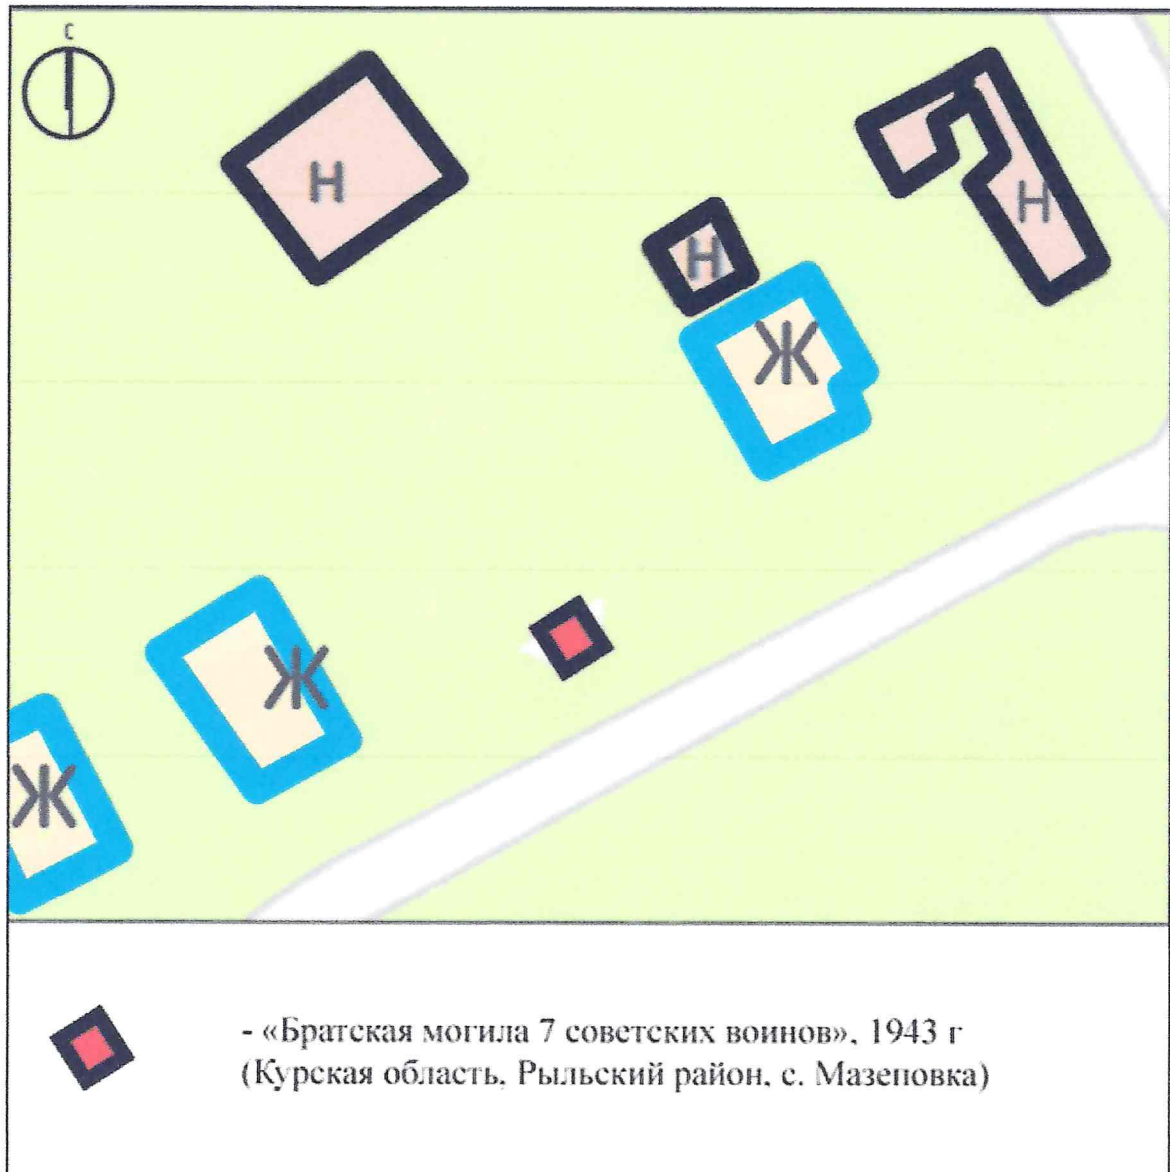 С
Н
Н
Н
Ж
Ж
Ж
- «Братская могила 7 советских воинов», 1943 г
(Курская область, Рыльский район, с. Мазеповка)